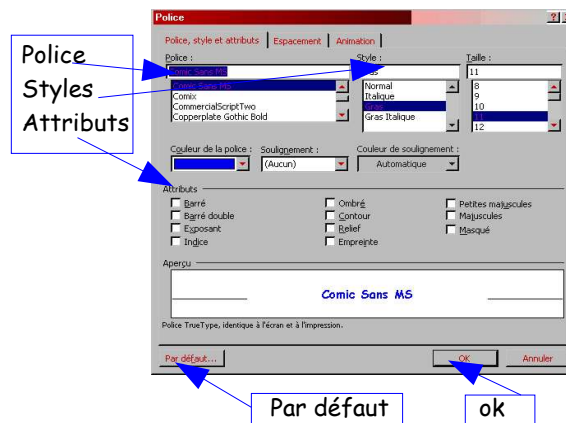 Police
? X
Police, style et attributs Espacement Animation
Police
Styles
Attributs
Police : Style : Taille :
Comic Sans MS Gras 11
Comic Sans MS Normal 8
Comix Italique 9
CommercialScriptTwo Gras 10
Copperplate Gothic Bold Gras Italique 11
12
Couleur de la police : Soulignement : Couleur de soulignement :
(Aucun) Automatique
Attributs
Barré Ombré Petites majuscules
Barré double Contour Majuscules
Exposant Relief Masqué
Indice Empreinte
Aperçu
Comic Sans MS
Police TrueType, identique à l'écran et à l'impression.
Par défaut... OK Annuler
Par défaut ok